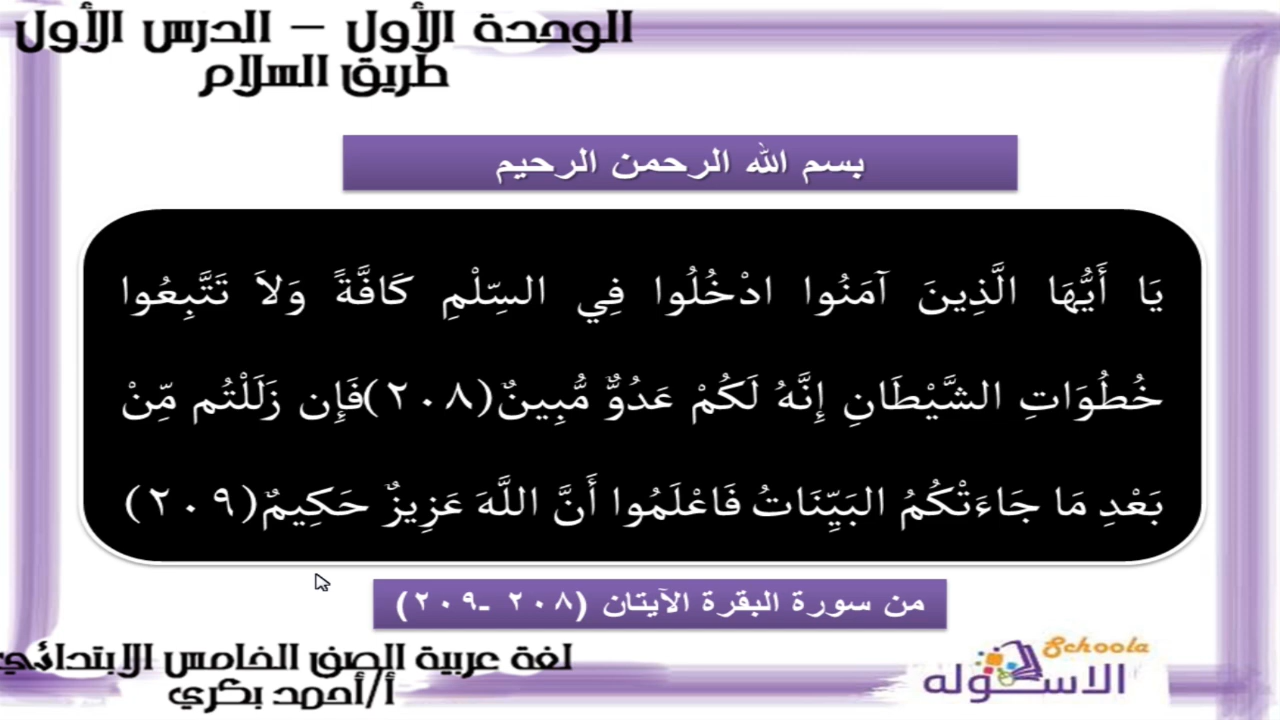 الوحدة الأول – الدرس الأول
طريق السلام
بسم الله الرحمن الرحيم
يَا أَيُّهَا الَّذِينَ آمَنُوا ادْخُلُوا فِي السِّلْمِ كَافَّةً وَلاَ تَتَّبِعُوا
خُطُوَاتِ الشَّيْطَانِ إِنَّهُ لَكُمْ عَدُوٌّ مُّبِينٌ(٢٠٨)فَإِن زَلَلْتُم مِّنْ
بَعْدِ مَا جَاءَتْكُمُ البَيِّنَاتُ فَاعْلَمُوا أَنَّ اللَّهَ عَزِيزٌ حَكِيمٌ(٢٠٩)
من سورة البقرة الآيتان (٢٠٨ -٢٠٩)
لغة عربية الصف الخامس الابتدائي
أ/أحمد بكري
Schoola
الاسكوله